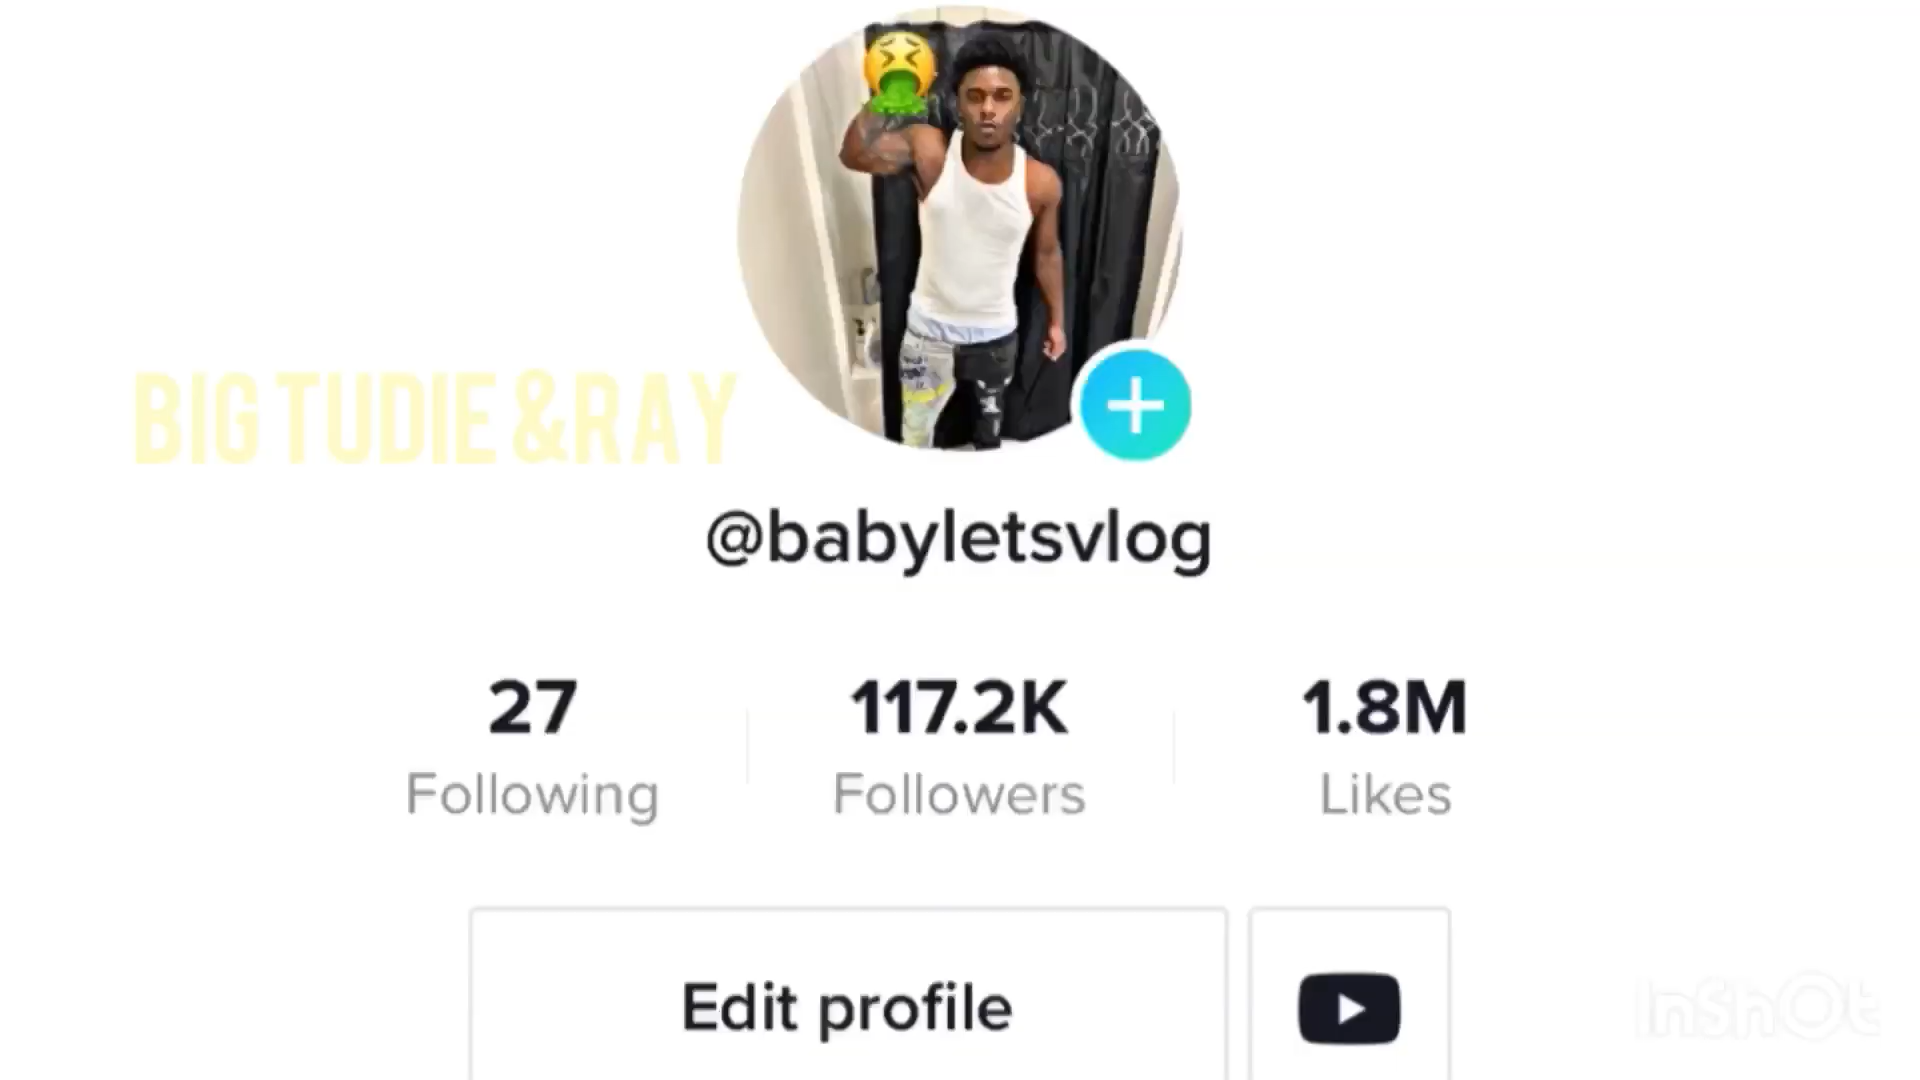 BIG TUDIE &RAY
@babyletsvlog
27 117.2K 1.8M
Following Followers Likes
Edit profile
InShOt